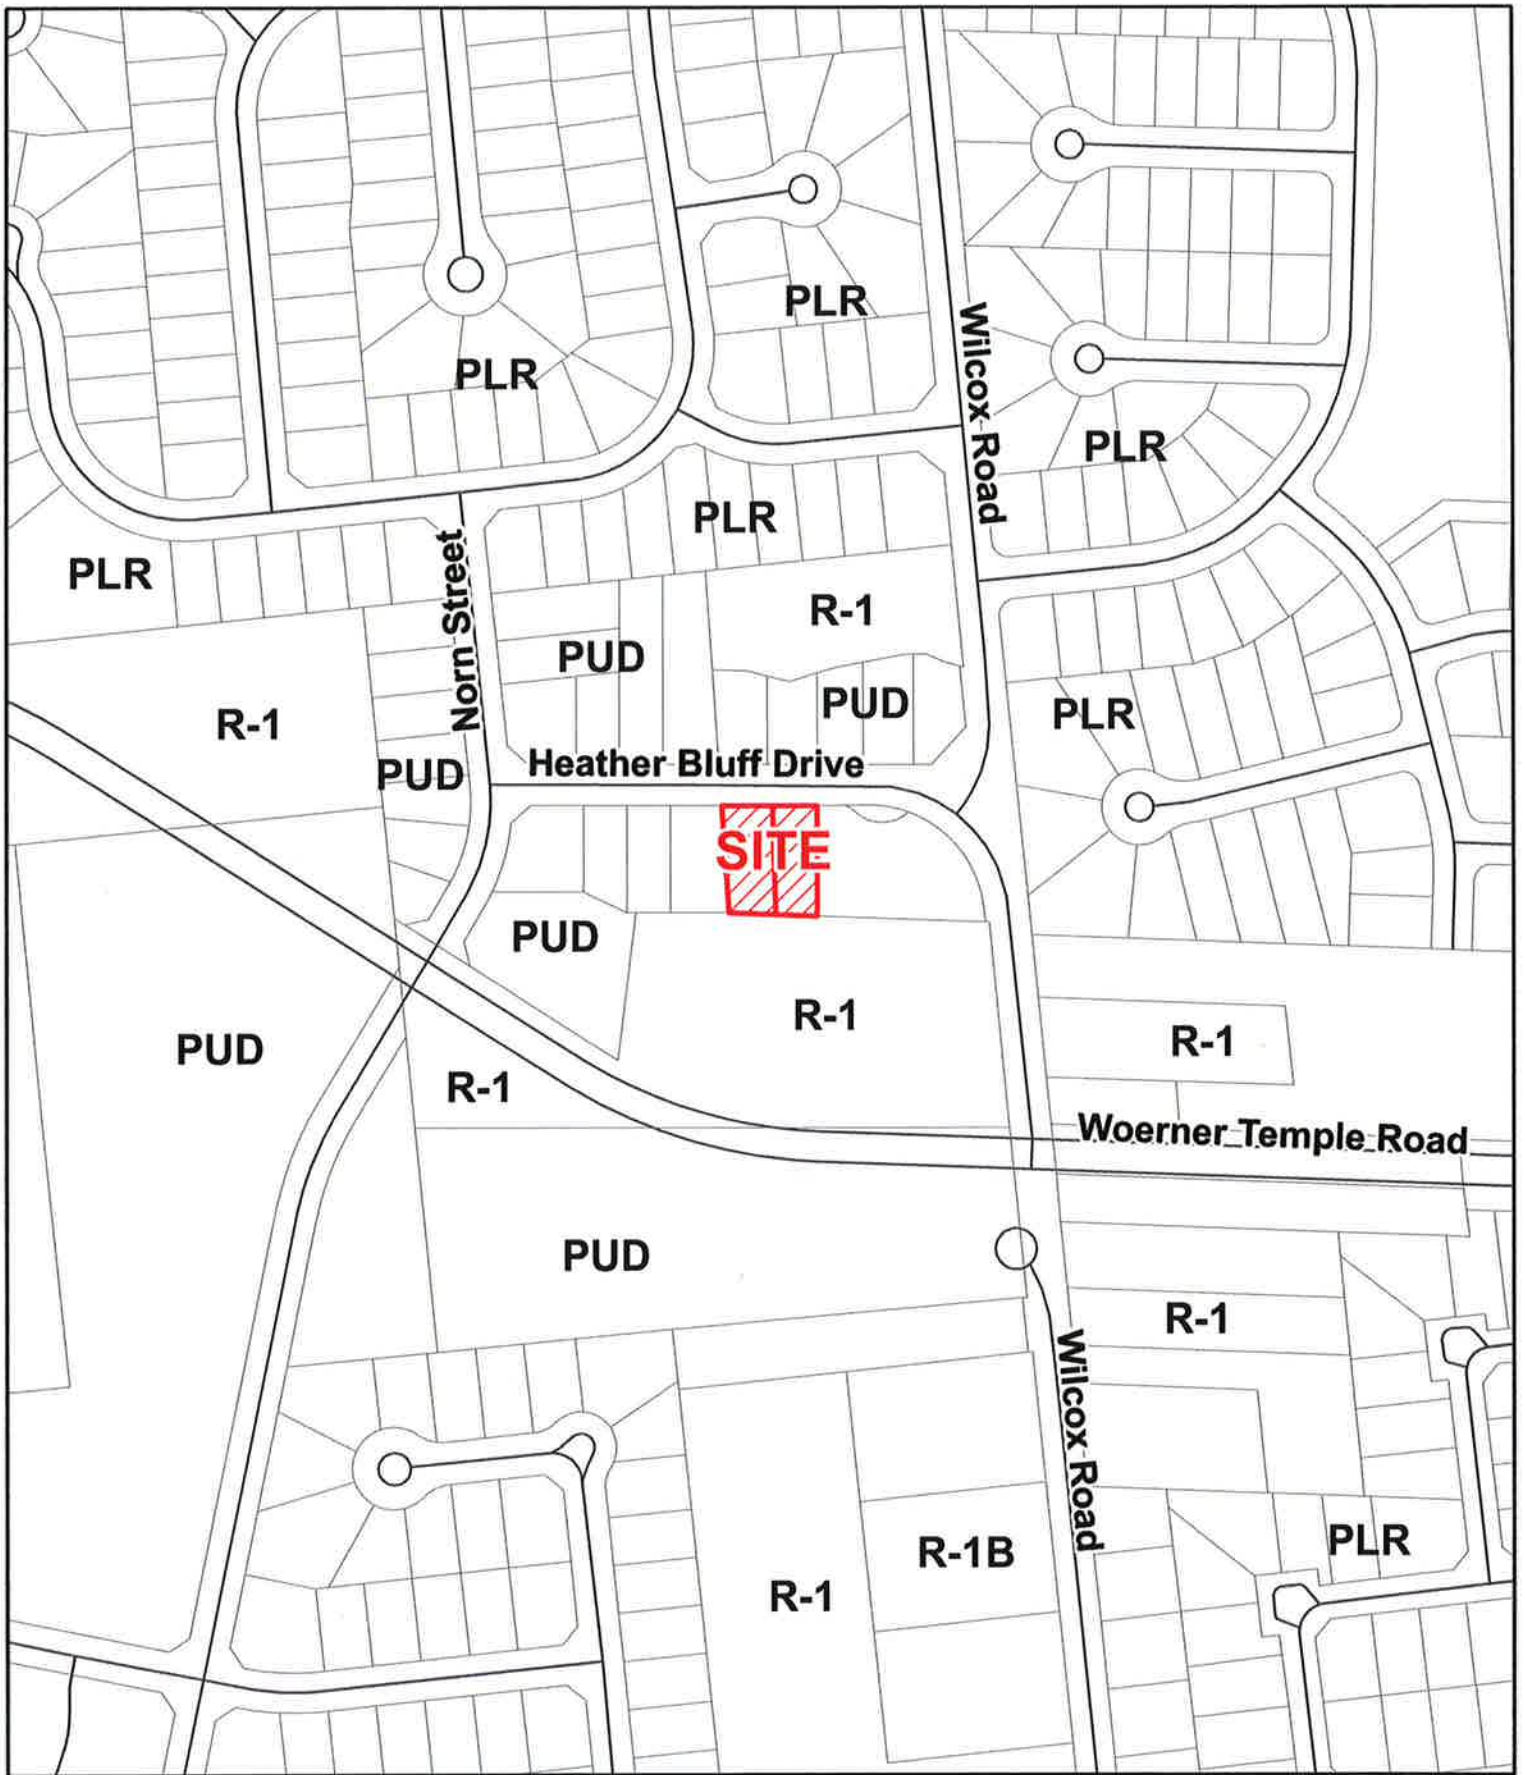 PLR
Wilcox Road
PLR
PLR
PLR
Norn Street
PLR
R-1
PUD
PUD
PLR
R-1
Heather Bluff Drive
PUD
SITE
PUD
R-1
R-1
PUD
R-1
Woerner Temple Road
PUD
R-1
Wilcox Road
PLR
R-1B
R-1